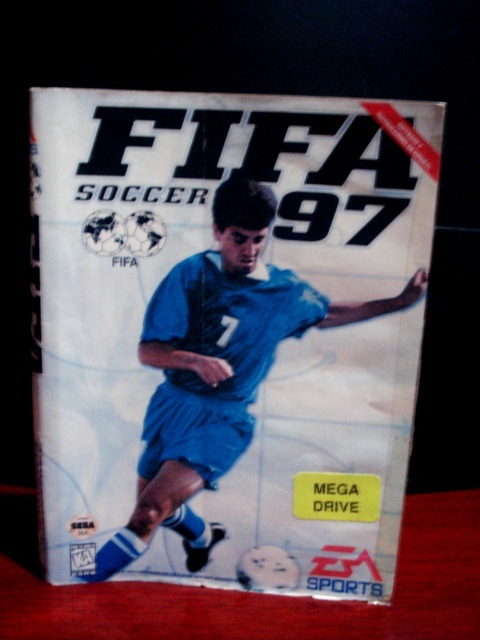 FIFA
SOCCER 97
FIFA
7
MEGA
DRIVE
SEGA
K-A
EA
SPORTS